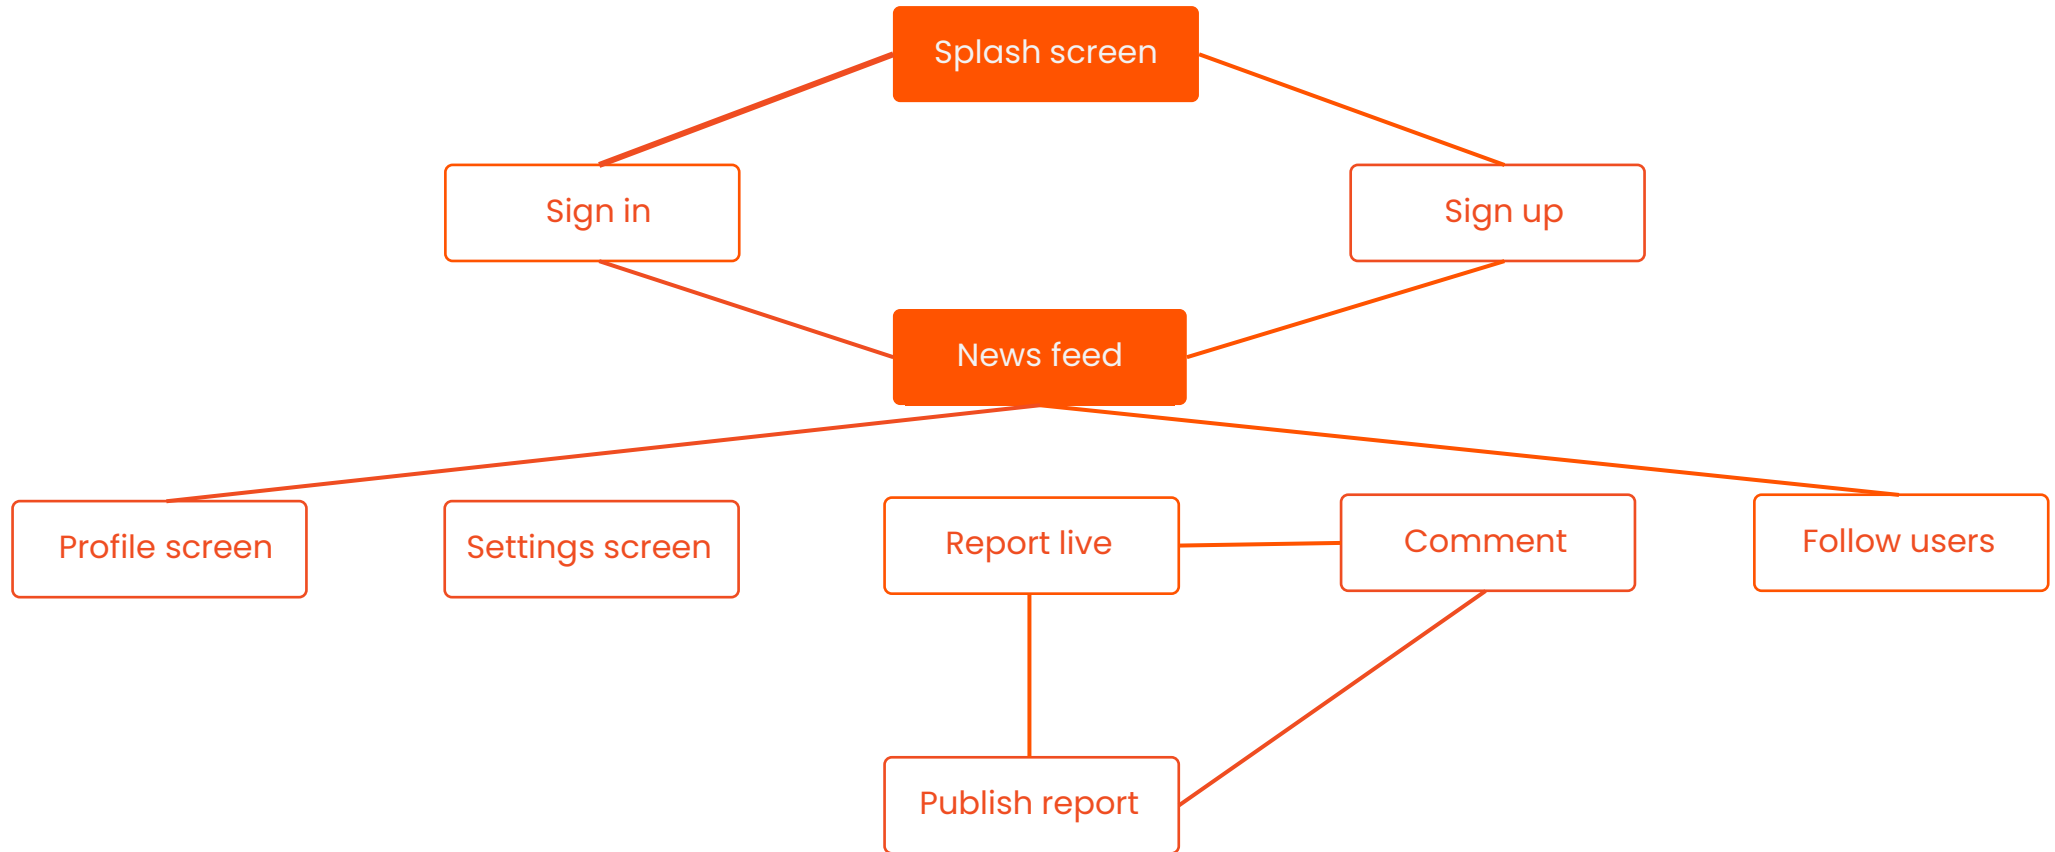 Splash screen
Sign in
Sign up
News feed
Profile screen
Settings screen
Report live
Comment
Follow users
Publish report